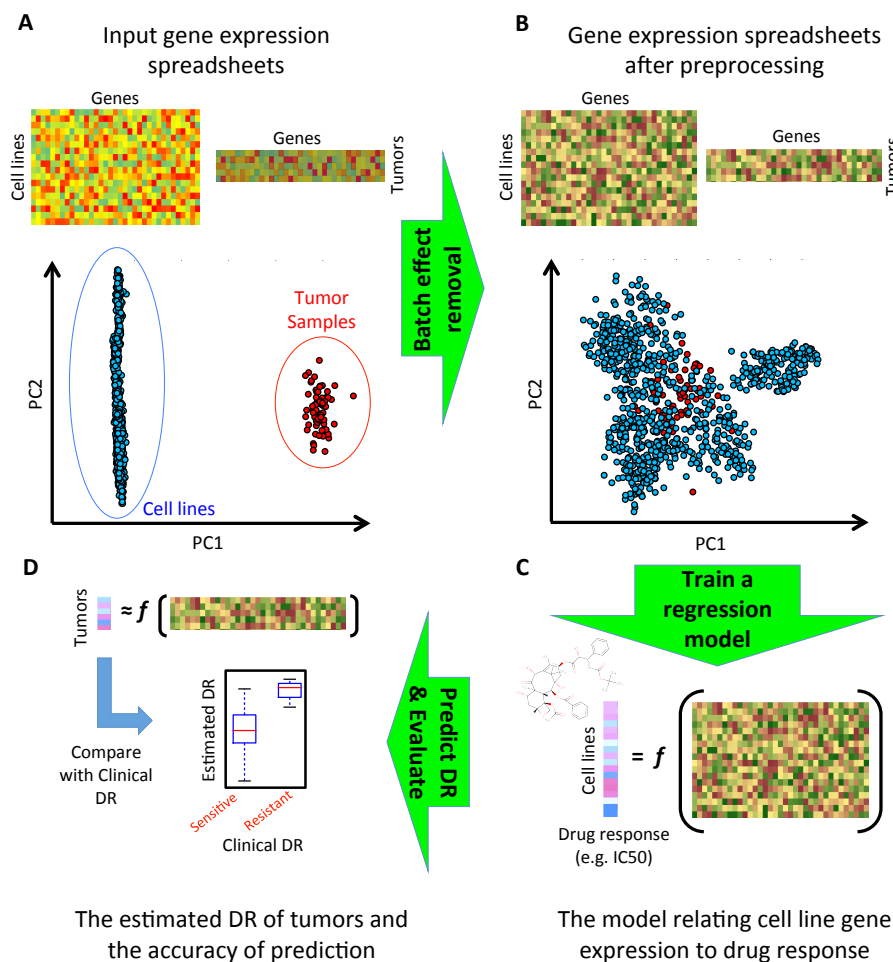 A
Input gene expression
spreadsheets
Genes
Cell lines
Genes
Tumors
PC2
Tumor
Samples
Cell lines
PC1
Batch effect
removal
B
Gene expression spreadsheets
after preprocessing
Genes
Cell lines
Genes
Tumors
PC2
PC1
C
Train a
regression
model
Cell lines
= f
Drug response
(e.g. IC50)
The model relating cell line gene
expression to drug response
Predict DR
& Evaluate
D
Tumors
≈ f
Compare
with Clinical
DR
Estimated DR
Sensitive
Resistant
Clinical DR
The estimated DR of tumors and
the accuracy of prediction